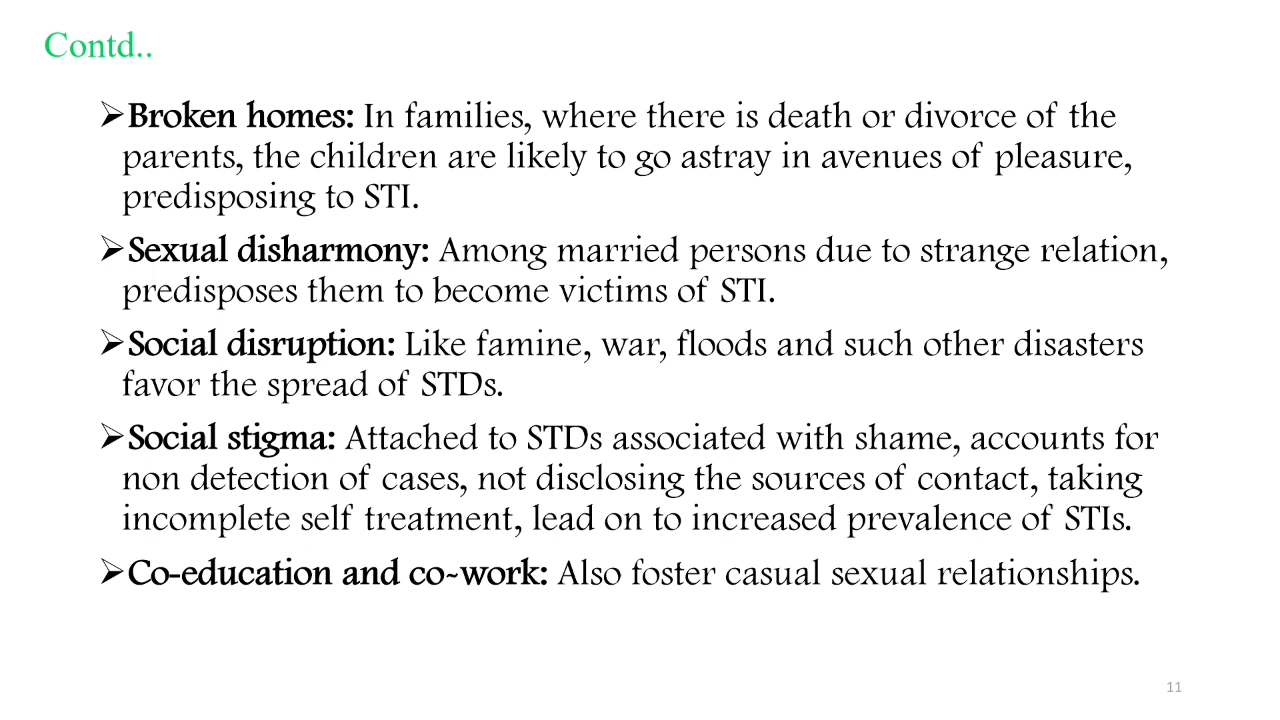 Contd..
➢Broken homes: In families, where there is death or divorce of the
parents, the children are likely to go astray in avenues of pleasure,
predisposing to STI.
➢Sexual disharmony: Among married persons due to strange relation,
predisposes them to become victims of STI.
➢Social disruption: Like famine, war, floods and such other disasters
favor the spread of STDs.
➢Social stigma: Attached to STDs associated with shame, accounts for
non detection of cases, not disclosing the sources of contact, taking
incomplete self treatment, lead on to increased prevalence of STIs.
➢Co-education and co-work: Also foster casual sexual relationships.
11